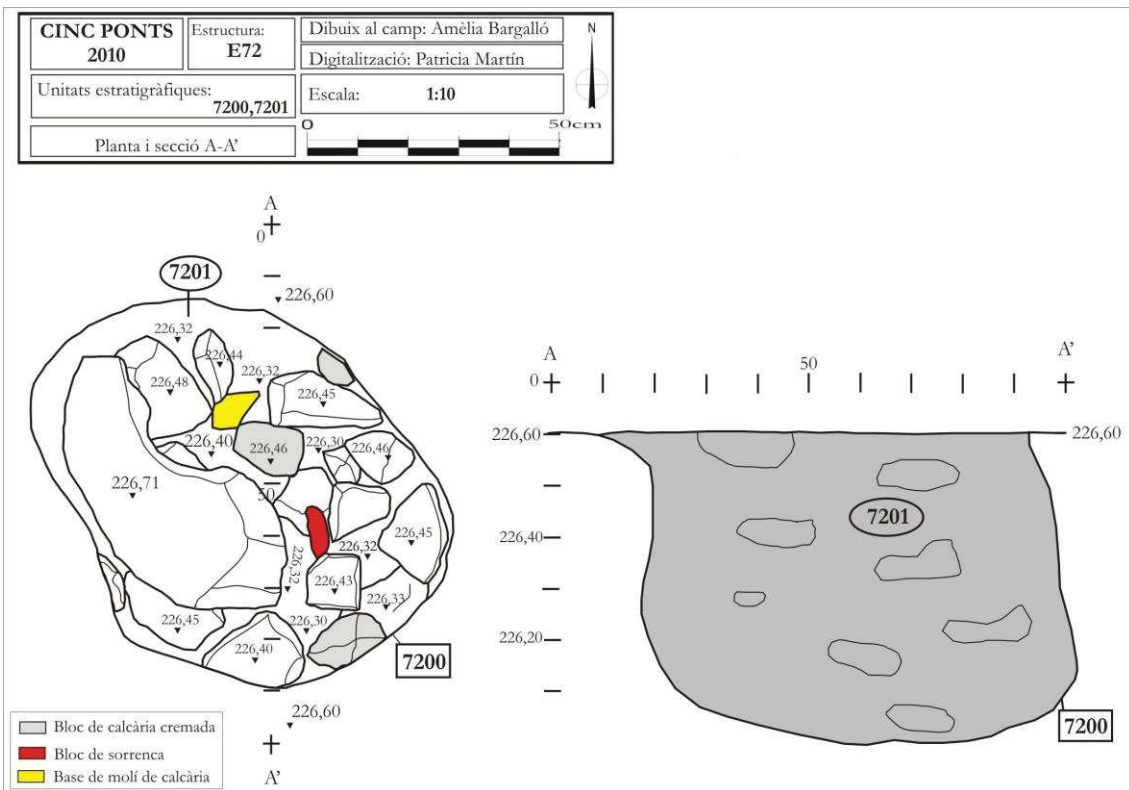 CINC PONTS
2010
Estructura:
E72
Dibuix al camp: Amèlia Bargalló
Digitalització: Patricia Martín
Unitats estratigràfiques:
7200,7201
Escala: 1:10
Planta i secció A-A'
0 50cm
N
A
0
7201
226,60
226,32
226,44
226,48
226,32
226,45
226,40
226,46
226,30
226,46
226,71
50
226,45
226,32
226,32
226,43
226,33
226,45
226,30
226,40
7200
226,60
A'
Bloc de calcària cremada
Bloc de sorrenca
Base de molí de calcària
A
50
A'
0
226,60
226,60
7201
226,40
226,20
7200